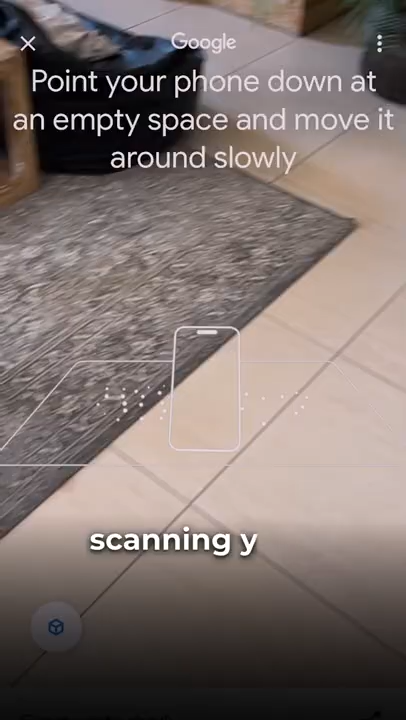 Google
Point your phone down at
an empty space and move it
around slowly
scanning y